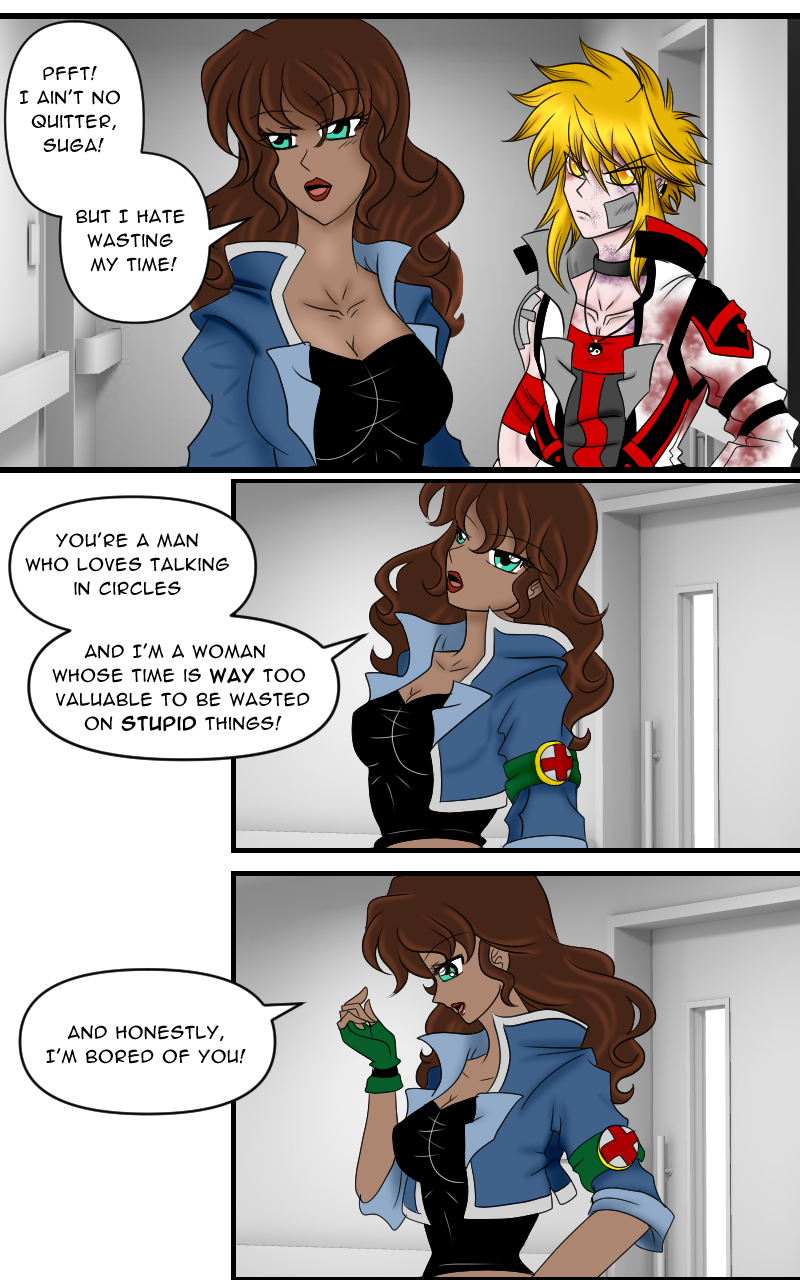 PFFT!
I AIN'T NO
QUITTER,
SUGA!
BUT I HATE
WASTING
MY TIME!
YOU'RE A MAN
WHO LOVES TALKING
IN CIRCLES
AND I'M A WOMAN
WHOSE TIME IS WAY TOO
VALUABLE TO BE WASTED
ON STUPID THINGS!
AND HONESTLY,
I'M BORED OF YOU!